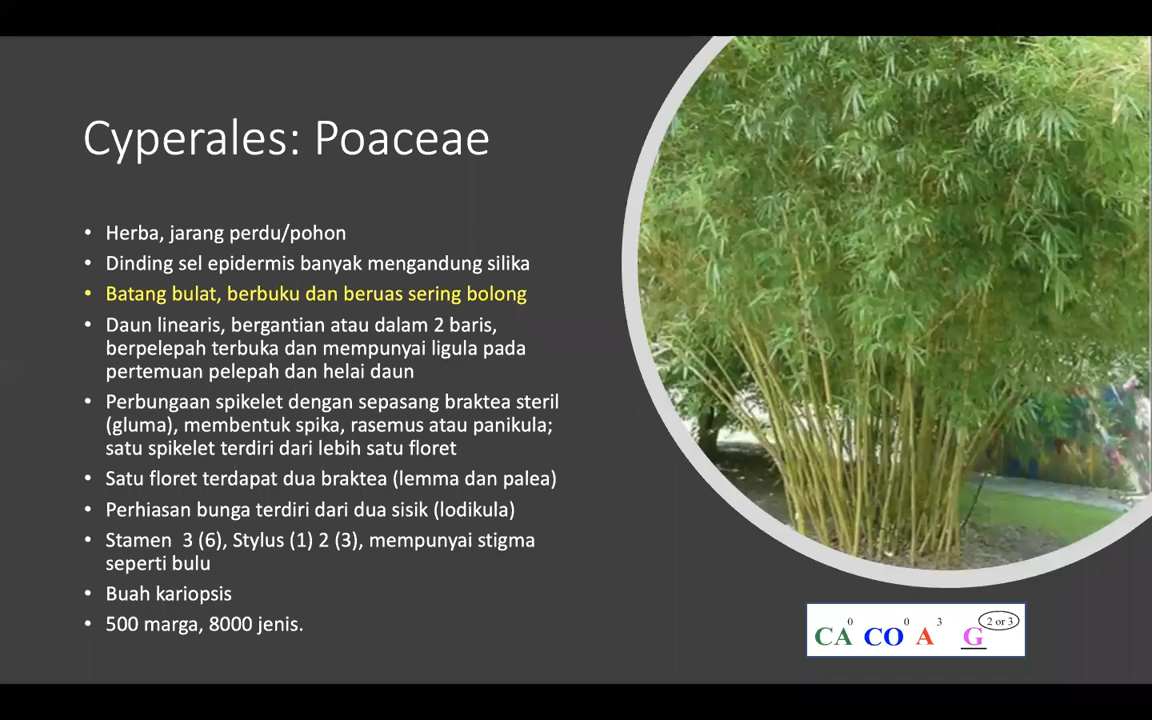 Cyperales: Poaceae
• Herba, jarang perdu/pohon
• Dinding sel epidermis banyak mengandung silika
• Batang bulat, berbuku dan beruas sering bolong
• Daun linearis, bergantian atau dalam 2 baris,
berpelepah terbuka dan mempunyai ligula pada
pertemuan pelepah dan helai daun
• Perbungaan spikelet dengan sepasang braktea steril
(gluma), membentuk spika, rasemus atau panikula;
satu spikelet terdiri dari lebih satu floret
• Satu floret terdapat dua braktea (lemma dan palea)
• Perhiasan bunga terdiri dari dua sisik (lodikula)
• Stamen  3 (6), Stylus (1) 2 (3), mempunyai stigma
seperti bulu
• Buah kariopsis
• 500 marga, 8000 jenis.
CA⁰ CO⁰ A³ G 2 or 3